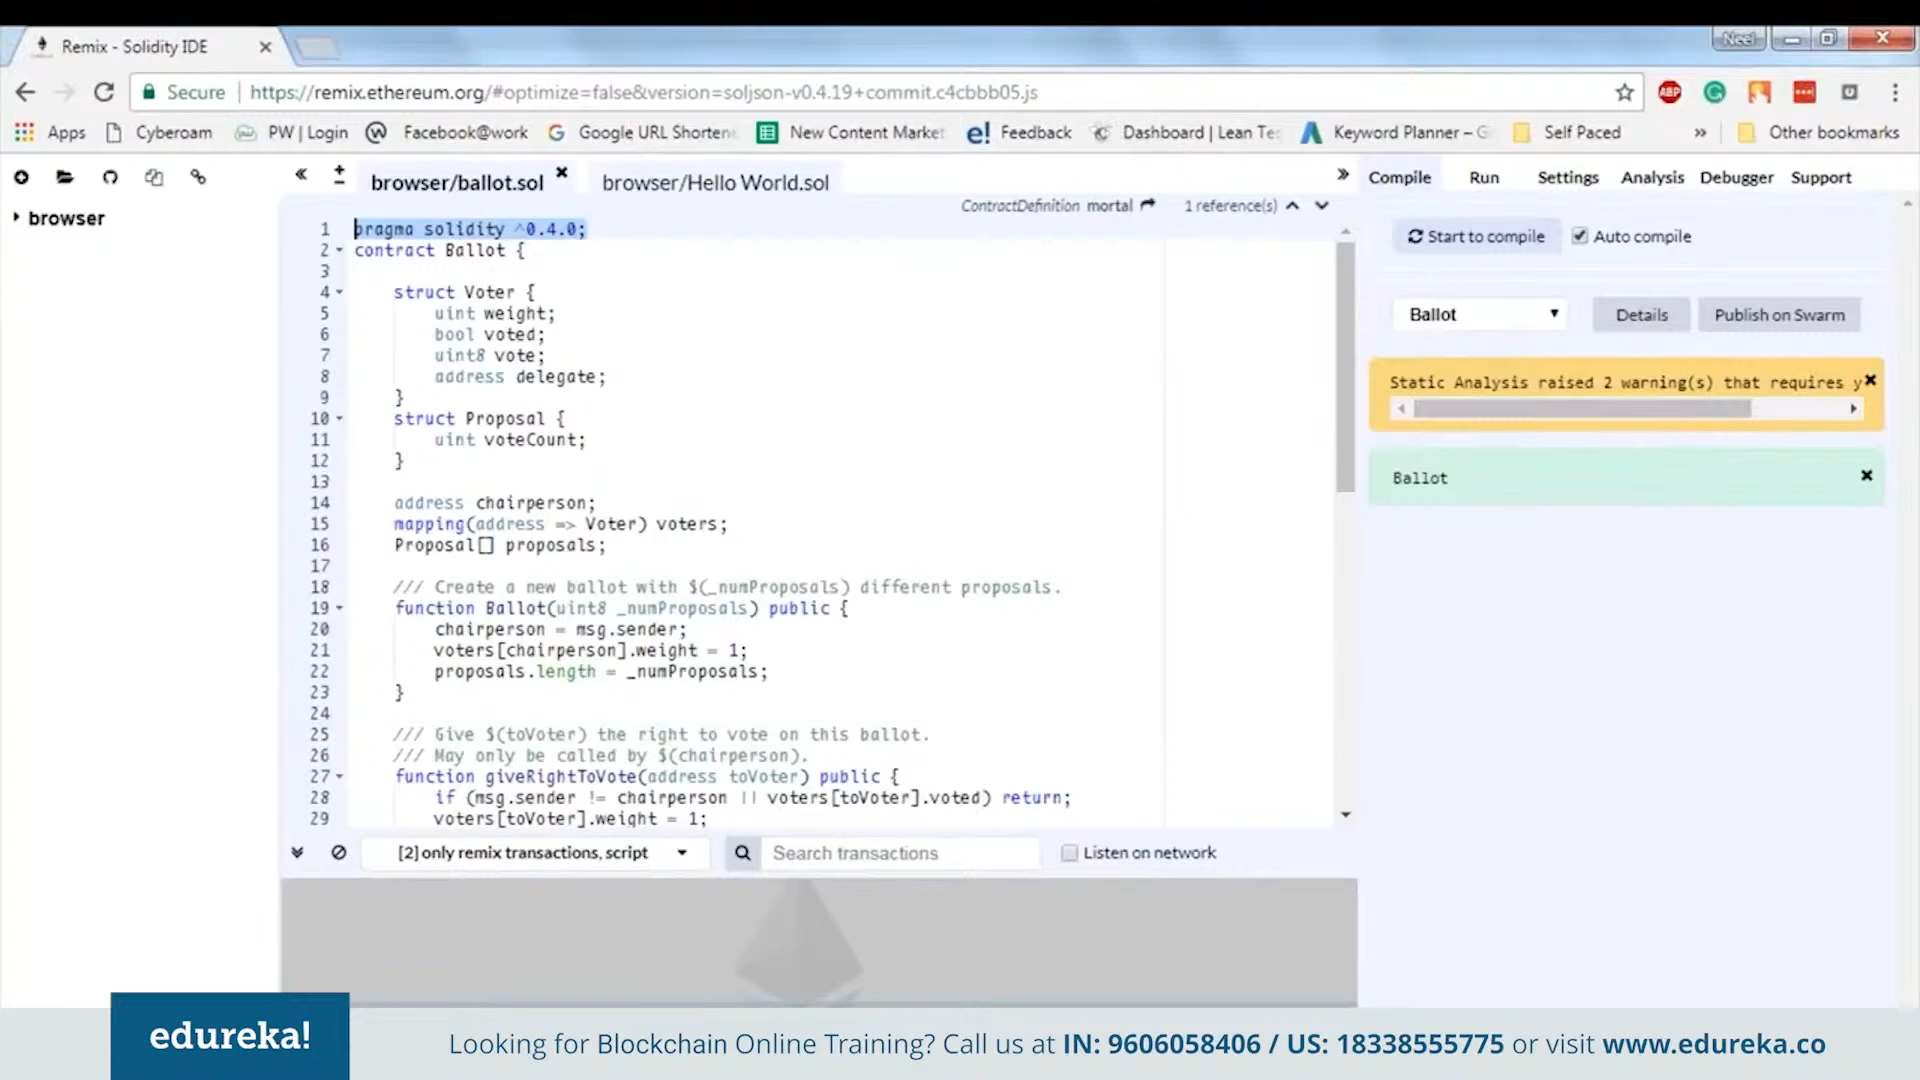 Remix - Solidity IDE
Neel
Secure https://remix.ethereum.org/#optimize=false&version=soljson-v0.4.19+commit.c4cbbb05.js
ABP
Apps Cyberoam PW | Login Facebook@work Google URL Shorten New Content Market Feedback Dashboard | Lean Te Keyword Planner – G Self Paced » Other bookmarks
« browser/ballot.sol browser/Hello World.sol » Compile Run Settings Analysis Debugger Support
browser
ContractDefinition mortal 1 reference(s)
1 pragma solidity ^0.4.0;
2 contract Ballot {
3
4 struct Voter {
5 uint weight;
6 bool voted;
7 uint8 vote;
8 address delegate;
9 }
10 struct Proposal {
11 uint voteCount;
12 }
13
14 address chairperson;
15 mapping(address => Voter) voters;
16 Proposal[] proposals;
17
18 /// Create a new ballot with $(_numProposals) different proposals.
19 function Ballot(uint8 _numProposals) public {
20 chairperson = msg.sender;
21 voters[chairperson].weight = 1;
22 proposals.length = _numProposals;
23 }
24
25 /// Give $(toVoter) the right to vote on this ballot.
26 /// May only be called by $(chairperson).
27 function giveRightToVote(address toVoter) public {
28 if (msg.sender != chairperson || voters[toVoter].voted) return;
29 voters[toVoter].weight = 1;
Start to compile Auto compile
Ballot Details Publish on Swarm
Static Analysis raised 2 warning(s) that requires y
Ballot
[2] only remix transactions, script Search transactions Listen on network
edureka!
Looking for Blockchain Online Training? Call us at IN: 9606058406 / US: 18338555775 or visit www.edureka.co